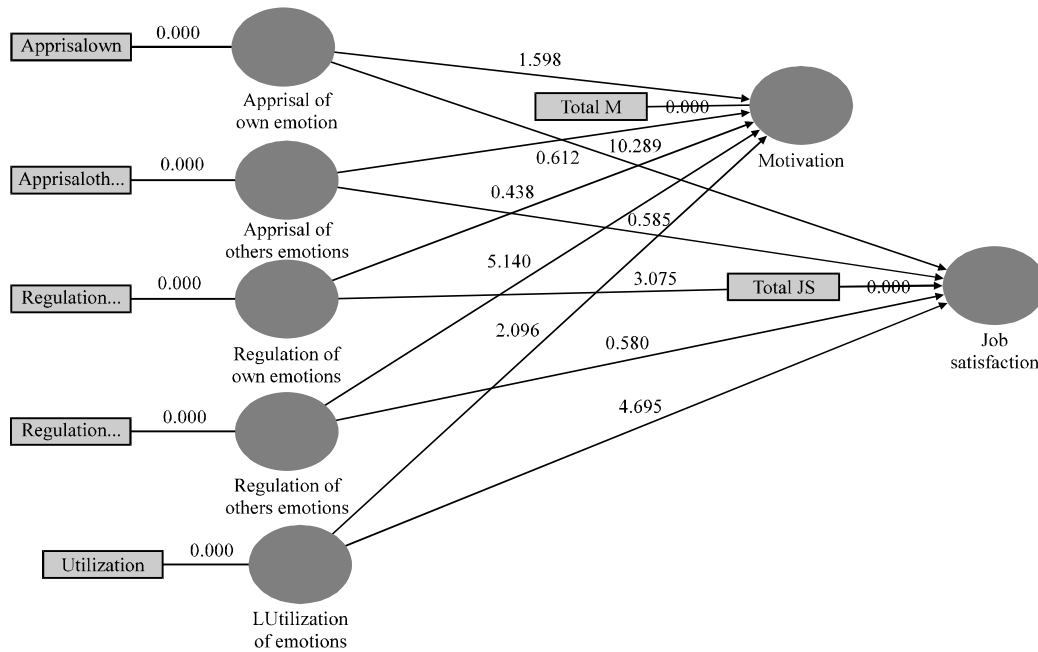 0.000
Apprisalown
Apprisal of
own emotion
1.598
Total M
0.000
Motivation
0.000
Apprisaloth...
Apprisal of
others emotions
0.612
10.289
0.438
0.585
0.000
Regulation...
Regulation of
own emotions
5.140
3.075
Total JS
0.000
Job
satisfaction
2.096
0.580
0.000
Regulation...
Regulation of
others emotions
4.695
0.000
Utilization
LUtilization
of emotions